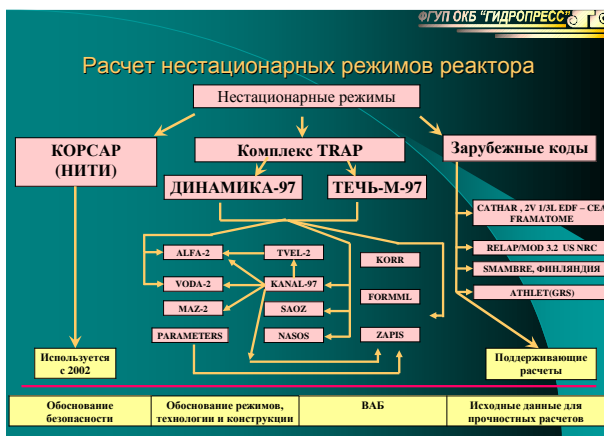 ФГУП ОКБ "ГИДРОПРЕСС"
Расчет нестационарных режимов реактора
Нестационарные режимы
КОРСАР
(НИТИ)
Комплекс TRAP
Зарубежные коды
ДИНАМИКА-97
ТЕЧЬ-М-97
CATHAR , 2V 1/3L EDF – CEA
FRAMATOME
ALFA-2
TVEL-2
KORR
RELAP/MOD 3.2 US NRC
SMAMBRE, ФИНЛЯНДИЯ
VODA-2
KANAL-97
FORMML
ATHLET(GRS)
MAZ-2
SAOZ
PARAMETERS
NASOS
ZAPIS
Используется
с 2002
Поддерживающие
расчеты
Обоснование
безопасности
Обоснование режимов,
технологии и конструкции
ВАБ
Исходные данные для
прочностных расчетов